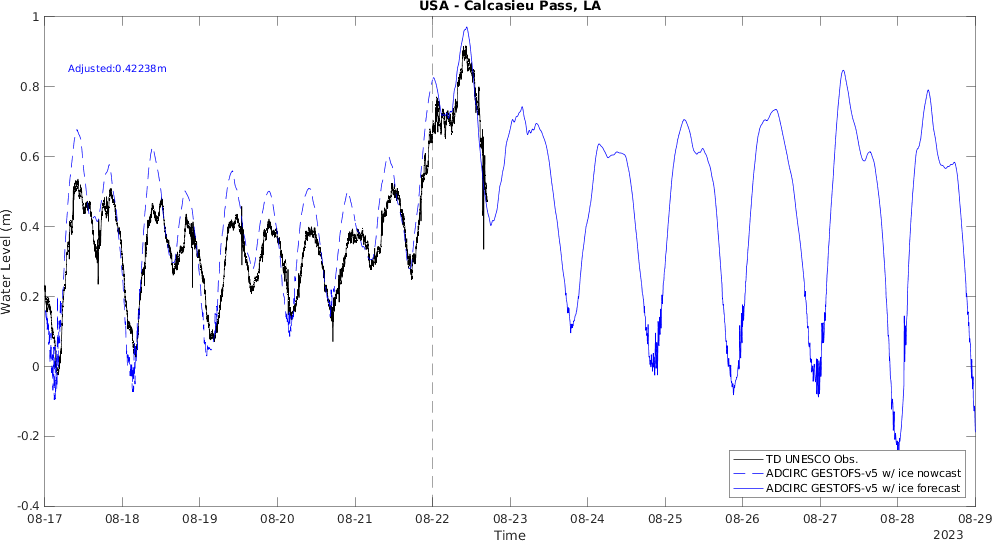 USA - Calcasieu Pass, LA
1
0.8
0.6
0.4
0.2
0
-0.2
-0.4
Water Level (m)
Adjusted:0.42238m
TD UNESCO Obs.
ADCIRC GESTOFS-v5 w/ ice nowcast
ADCIRC GESTOFS-v5 w/ ice forecast
08-17 08-18 08-19 08-20 08-21 08-22 08-23 08-24 08-25 08-26 08-27 08-28 08-29
Time
2023